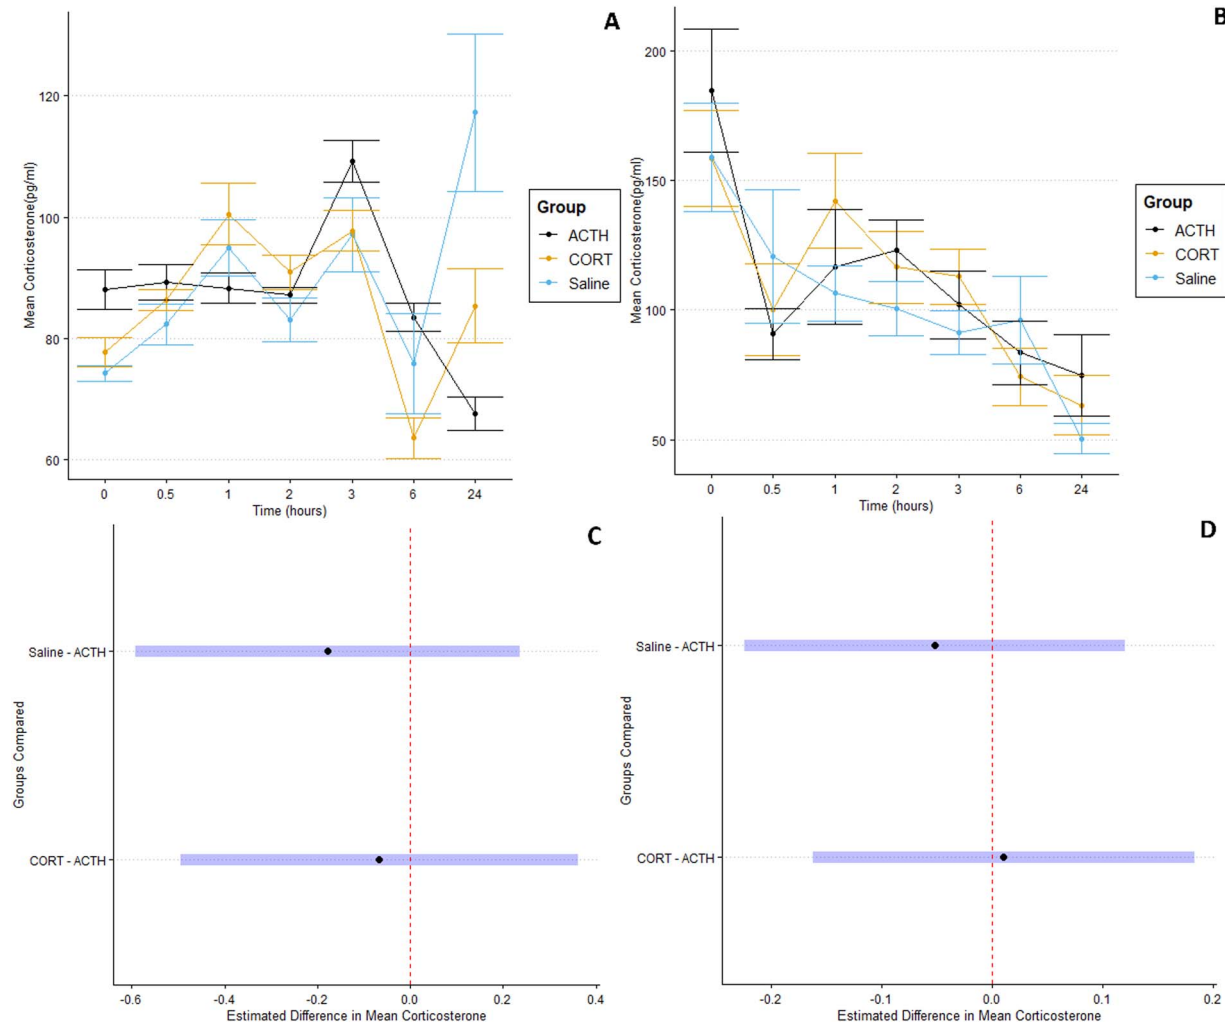 A
Mean Corticosterone(pg/ml)
120
100
80
60
0 0.5 1 2 3 6 24
Time (hours)
Group
ACTH
CORT
Saline
B
Mean Corticosterone(pg/ml)
200
150
100
50
0 0.5 1 2 3 6 24
Time (hours)
Group
ACTH
CORT
Saline
C
Groups Compared
Saline - ACTH
CORT - ACTH
-0.6 -0.4 -0.2 0.0 0.2 0.4
Estimated Difference in Mean Corticosterone
D
Groups Compared
Saline - ACTH
CORT - ACTH
-0.2 -0.1 0.0 0.1 0.2
Estimated Difference in Mean Corticosterone